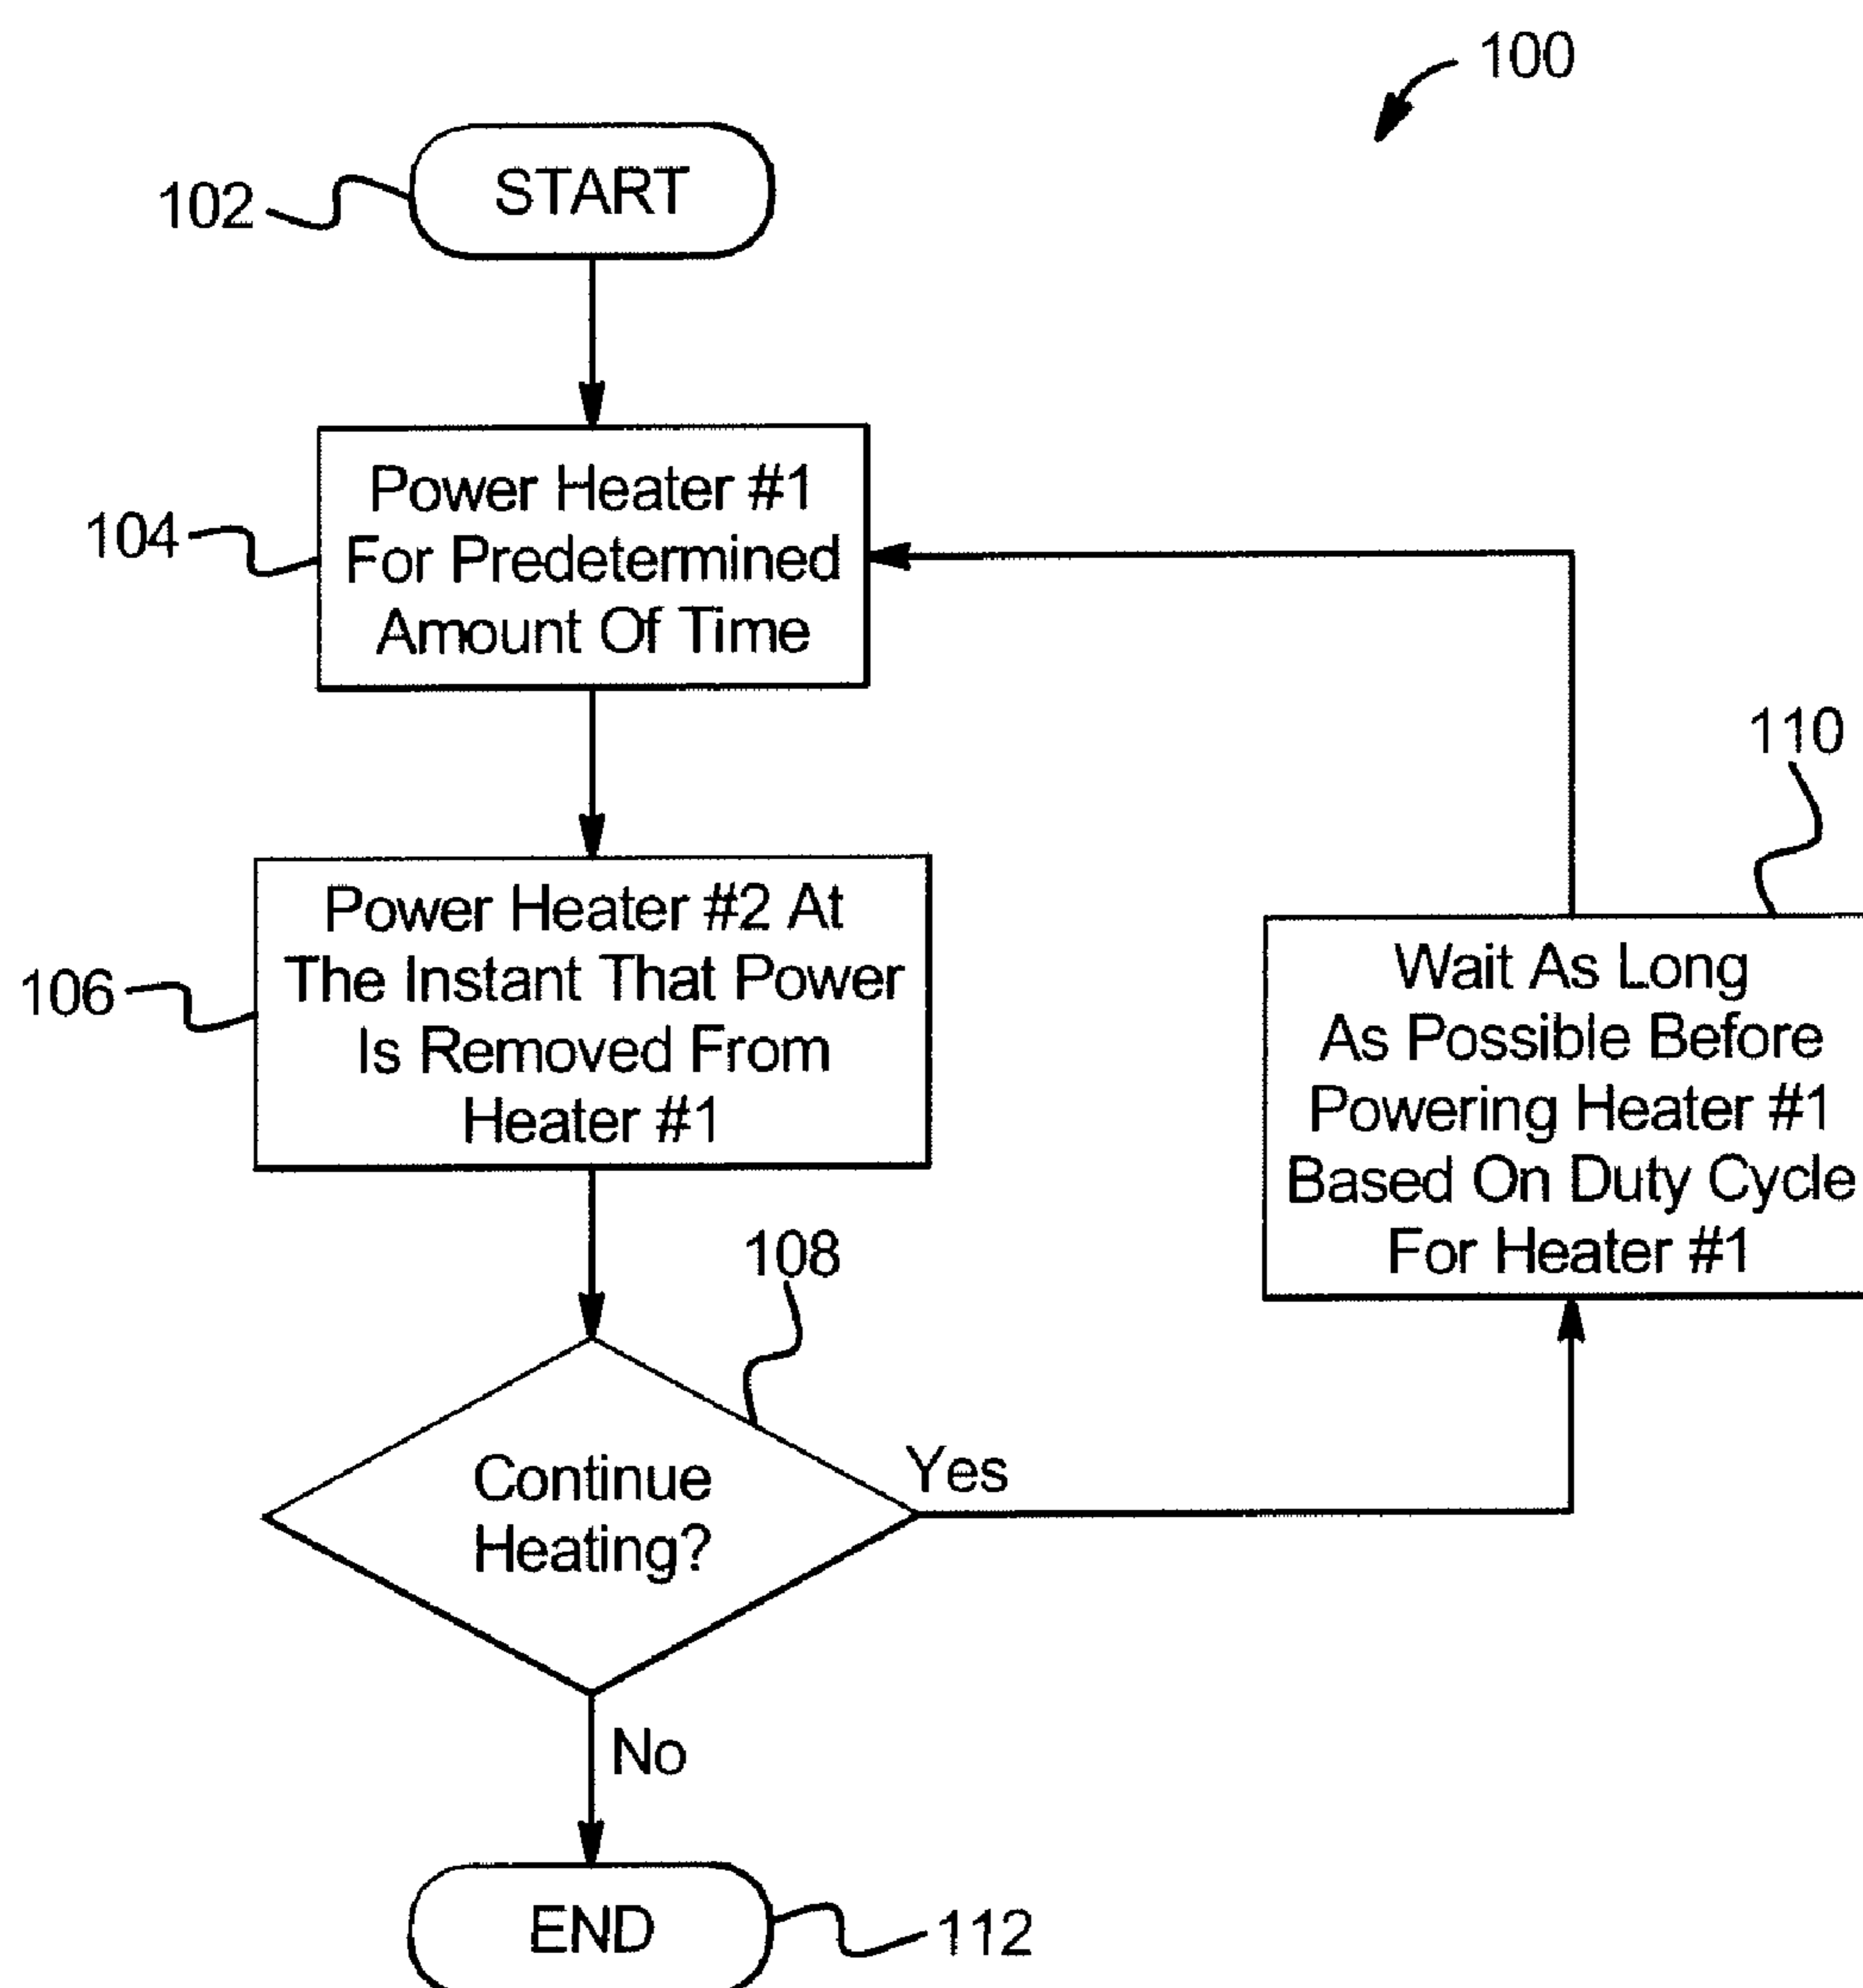 100
START
102
Power Heater #1
For Predetermined
Amount Of Time
104
Power Heater #2 At
The Instant That Power
Is Removed From
Heater #1
106
110
Wait As Long
As Possible Before
Powering Heater #1
Based On Duty Cycle
For Heater #1
108
Continue
Heating?
Yes
No
END
112